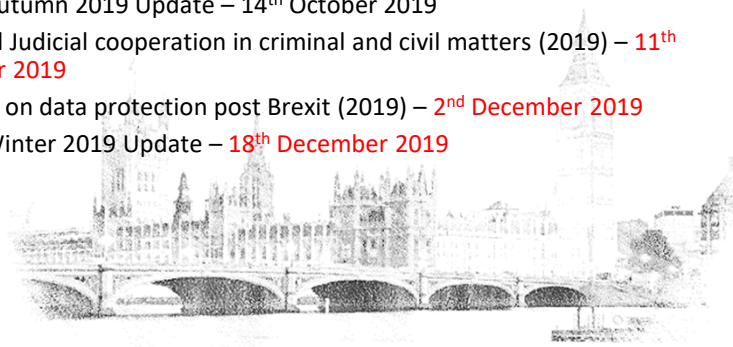 utumn 2019 Update – 14th October 2019
Judicial cooperation in criminal and civil matters (2019) – 11th
2019
on data protection post Brexit (2019) – 2nd December 2019
Winter 2019 Update – 18th December 2019